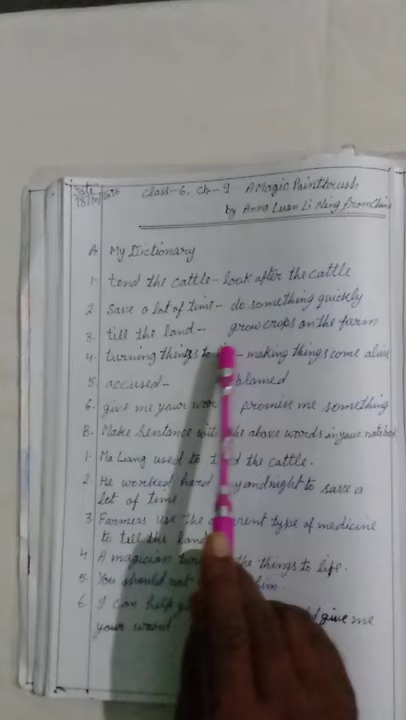 Date
Class-6, Ch-1 A Magic Paintbrush
by Anna Luan Li Ning from China
A My Dictionary
1. tend the cattle- look after the cattle
2 save a lot of time- do something quickly
3. till the land- grow crops on the farm
4. turning things to - making things come alive
5. accused- blamed
6. give me your promise me something
B. Make Sentence with the above words in your notebook
1. Ma Liang used to tend the cattle.
2. He worked hard and night to save a
lot of time
3. Farmers use the type of medicine
to till the land
4 A magician the things to life.
5. You should not him.
6. I can help give me
your word